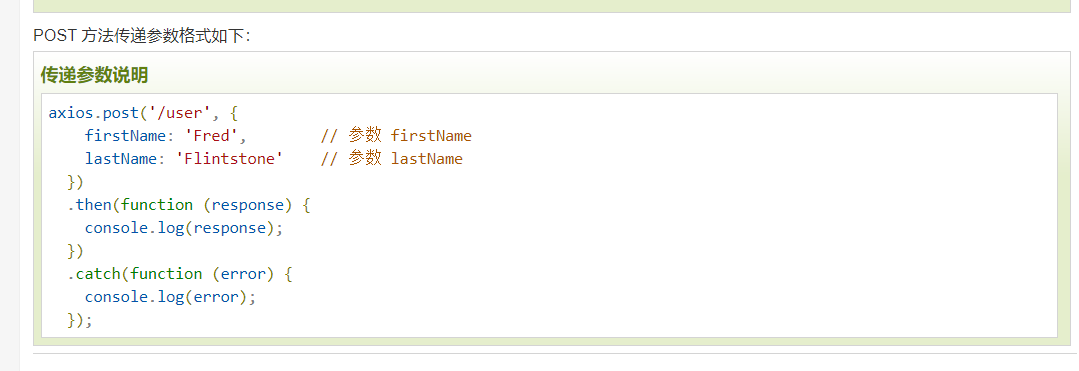 POST 方法传递参数格式如下：
传递参数说明
axios.post('/user', {
    firstName: 'Fred',        // 参数 firstName
    lastName: 'Flintstone'    // 参数 lastName
  })
  .then(function (response) {
    console.log(response);
  })
  .catch(function (error) {
    console.log(error);
  });